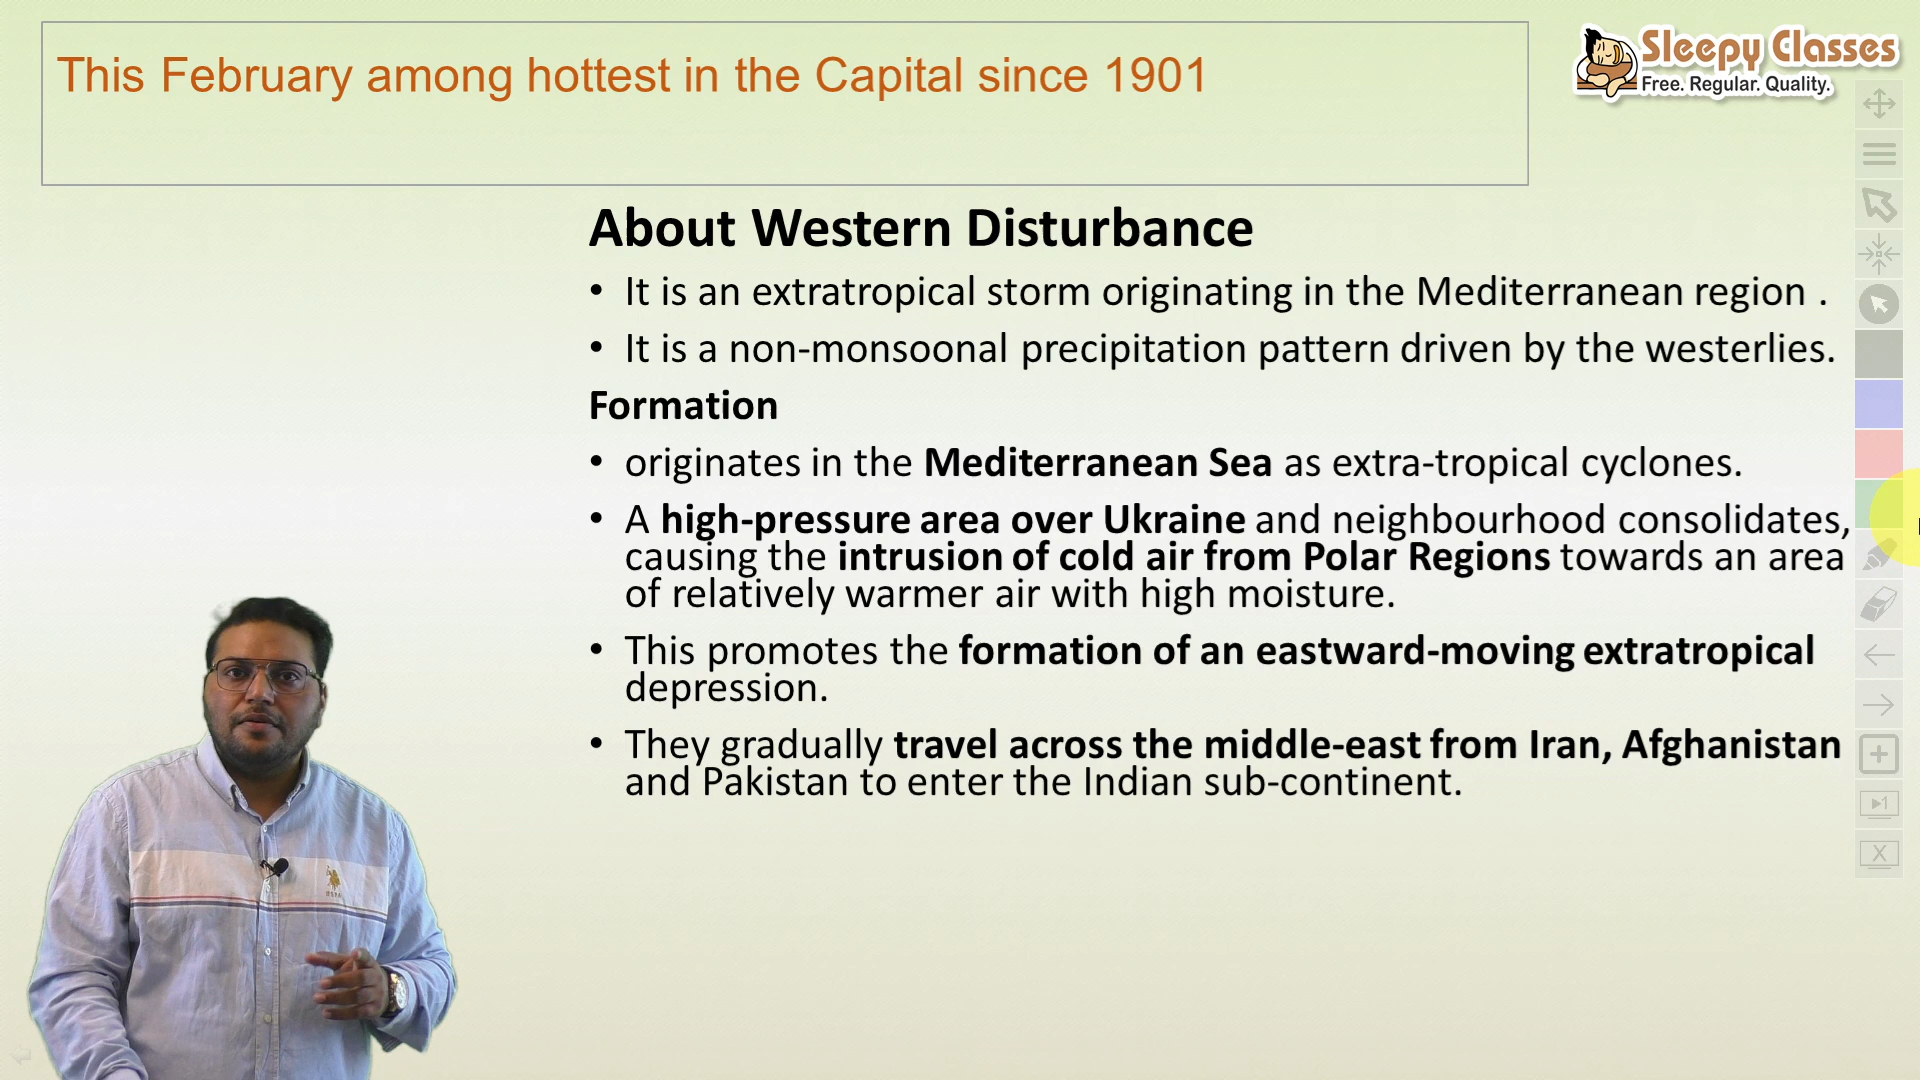 This February among hottest in the Capital since 1901
Sleepy Classes
Free. Regular. Quality.
About Western Disturbance
• It is an extratropical storm originating in the Mediterranean region .
• It is a non-monsoonal precipitation pattern driven by the westerlies.
Formation
• originates in the Mediterranean Sea as extra-tropical cyclones.
• A high-pressure area over Ukraine and neighbourhood consolidates,
causing the intrusion of cold air from Polar Regions towards an area
of relatively warmer air with high moisture.
• This promotes the formation of an eastward-moving extratropical
depression.
• They gradually travel across the middle-east from Iran, Afghanistan
and Pakistan to enter the Indian sub-continent.
1
X